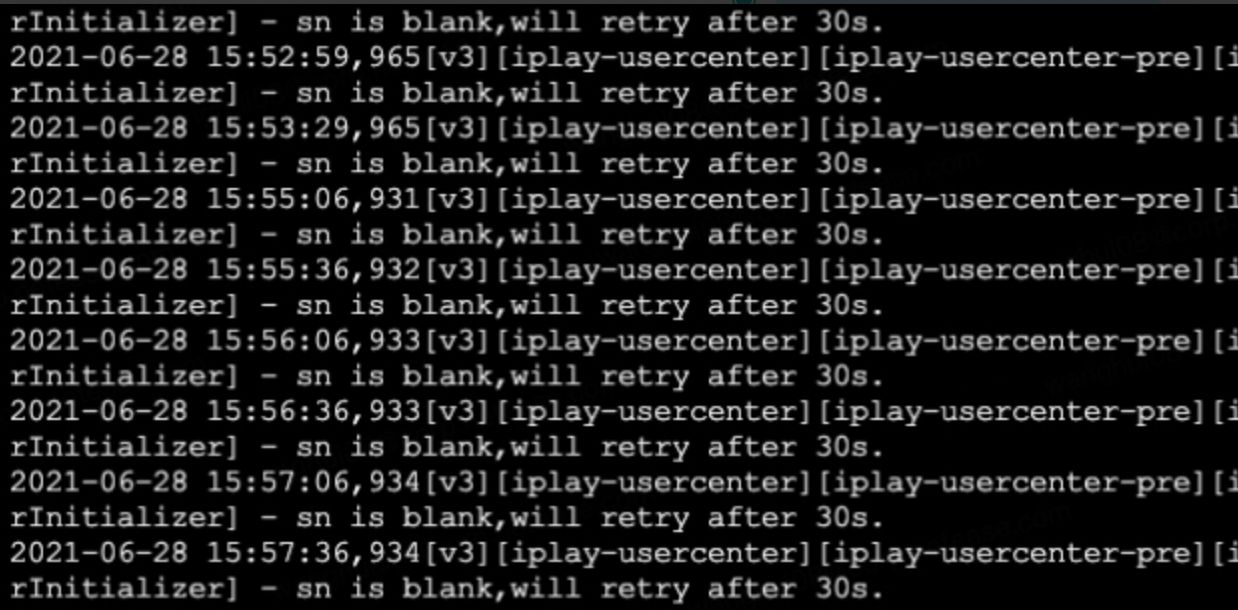 rInitializer] - sn is blank,will retry after 30s.
2021-06-28 15:52:59,965[v3][iplay-usercenter][iplay-usercenter-pre][i
rInitializer] - sn is blank,will retry after 30s.
2021-06-28 15:53:29,965[v3][iplay-usercenter][iplay-usercenter-pre][i
rInitializer] - sn is blank,will retry after 30s.
2021-06-28 15:55:06,931[v3][iplay-usercenter][iplay-usercenter-pre][i
rInitializer] - sn is blank,will retry after 30s.
2021-06-28 15:55:36,932[v3][iplay-usercenter][iplay-usercenter-pre][i
rInitializer] - sn is blank,will retry after 30s.
2021-06-28 15:56:06,933[v3][iplay-usercenter][iplay-usercenter-pre][i
rInitializer] - sn is blank,will retry after 30s.
2021-06-28 15:56:36,933[v3][iplay-usercenter][iplay-usercenter-pre][i
rInitializer] - sn is blank,will retry after 30s.
2021-06-28 15:57:06,934[v3][iplay-usercenter][iplay-usercenter-pre][i
rInitializer] - sn is blank,will retry after 30s.
2021-06-28 15:57:36,934[v3][iplay-usercenter][iplay-usercenter-pre][i
rInitializer] - sn is blank,will retry after 30s.